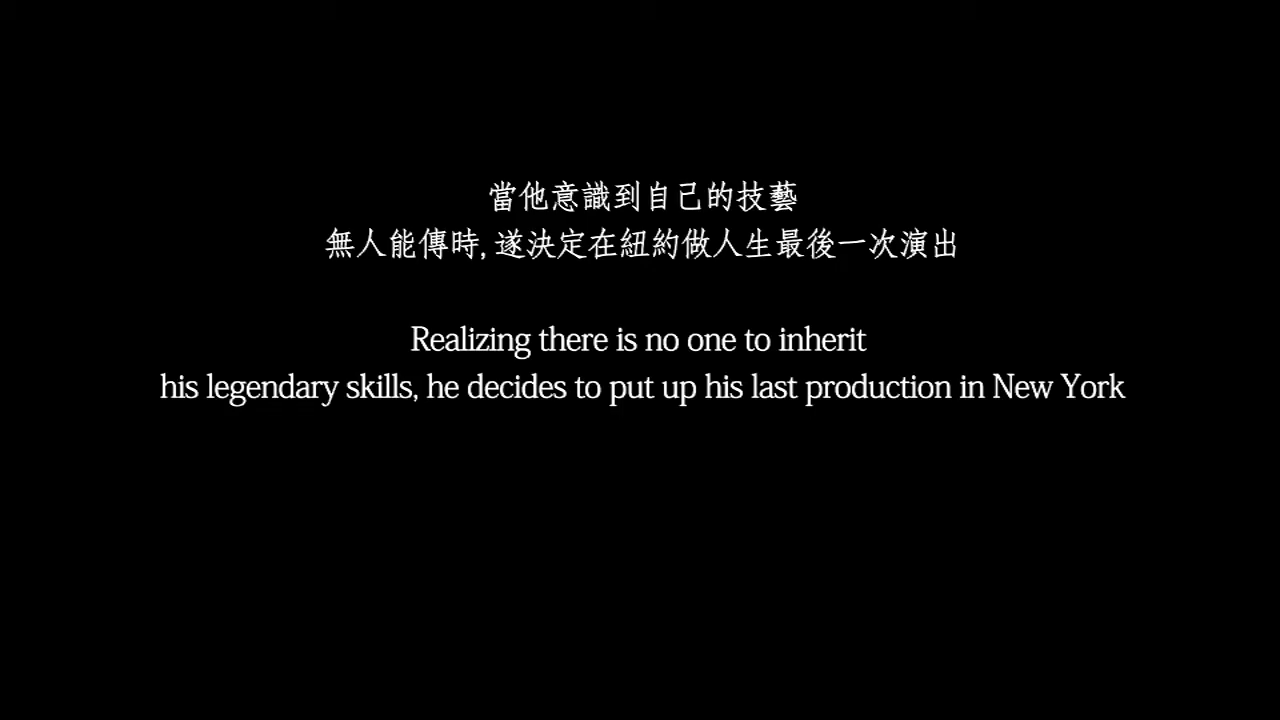 當他意識到自己的技藝
無人能傳時,遂決定在紐約做人生最後一次演出
Realizing there is no one to inherit
his legendary skills, he decides to put up his last production in New York